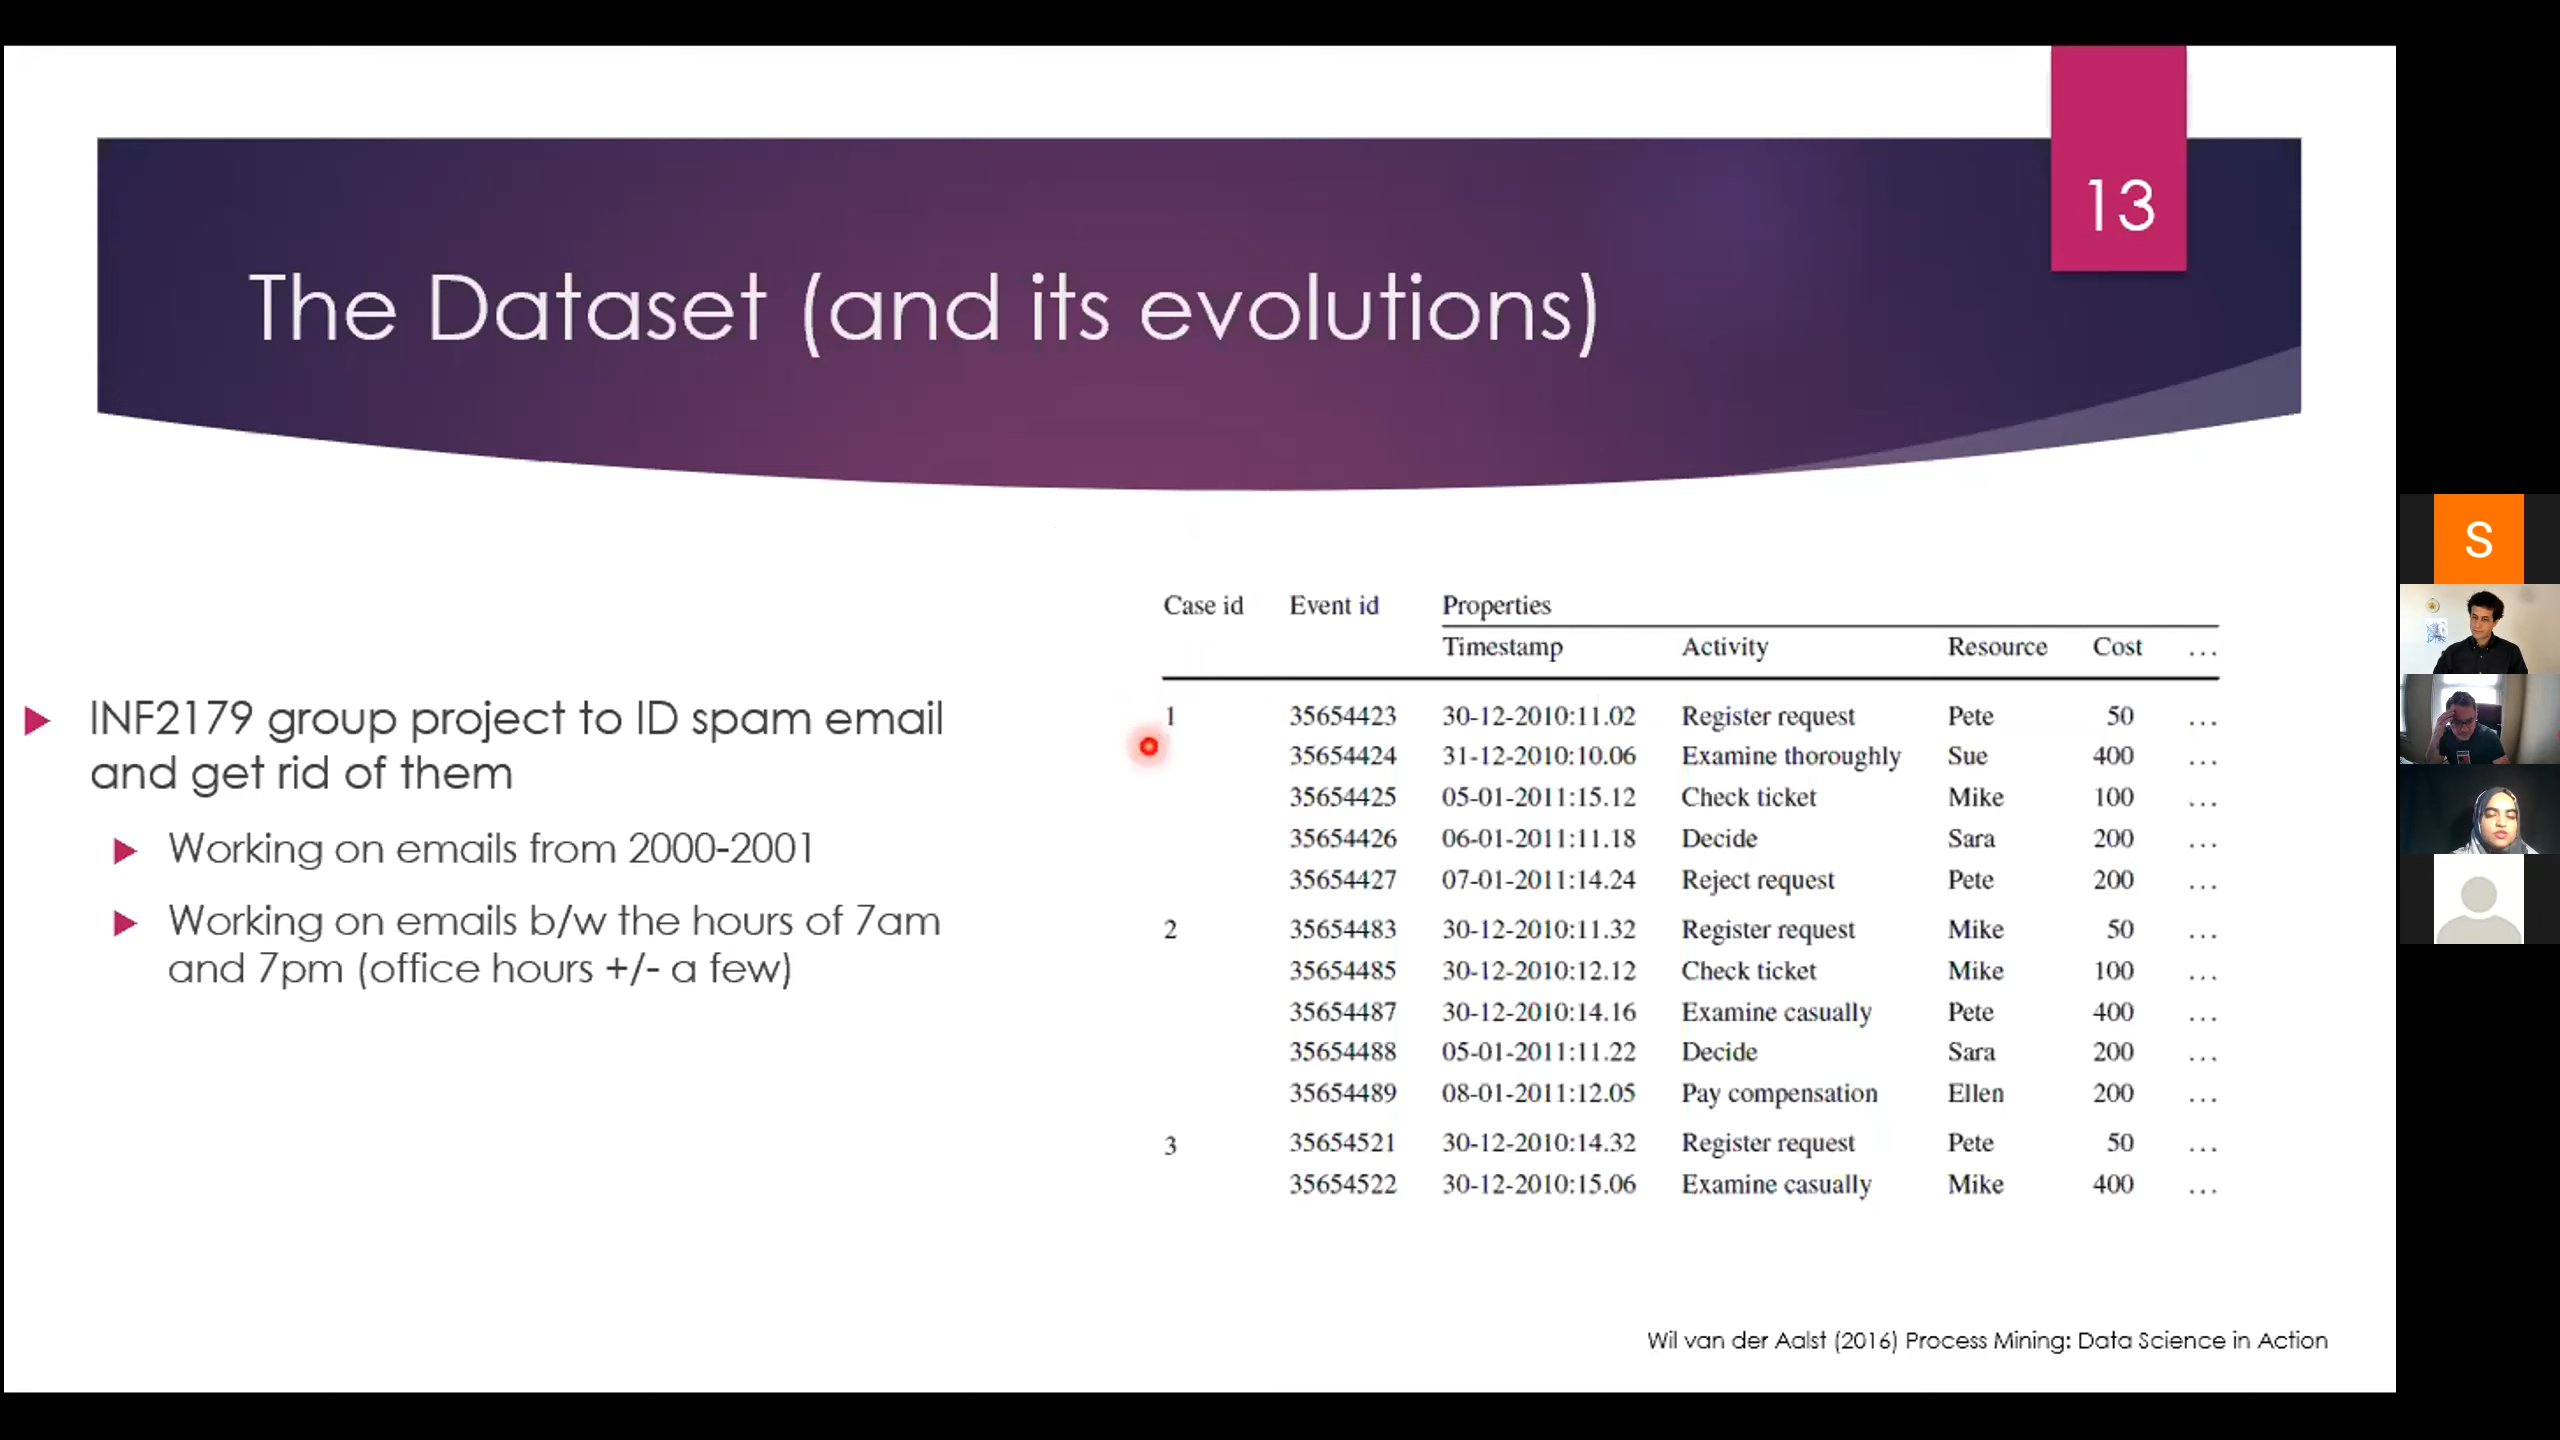 13
The Dataset (and its evolutions)
INF2179 group project to ID spam email
and get rid of them
Working on emails from 2000-2001
Working on emails b/w the hours of 7am
and 7pm (office hours +/- a few)
Case id Event id Properties
Timestamp Activity Resource Cost ...
1 35654423 30-12-2010:11.02 Register request Pete 50 ...
35654424 31-12-2010:10.06 Examine thoroughly Sue 400 ...
35654425 05-01-2011:15.12 Check ticket Mike 100 ...
35654426 06-01-2011:11.18 Decide Sara 200 ...
35654427 07-01-2011:14.24 Reject request Pete 200 ...
2 35654483 30-12-2010:11.32 Register request Mike 50 ...
35654485 30-12-2010:12.12 Check ticket Mike 100 ...
35654487 30-12-2010:14.16 Examine casually Pete 400 ...
35654488 05-01-2011:11.22 Decide Sara 200 ...
35654489 08-01-2011:12.05 Pay compensation Ellen 200 ...
3 35654521 30-12-2010:14.32 Register request Pete 50 ...
35654522 30-12-2010:15.06 Examine casually Mike 400 ...
Wil van der Aalst (2016) Process Mining: Data Science in Action
S